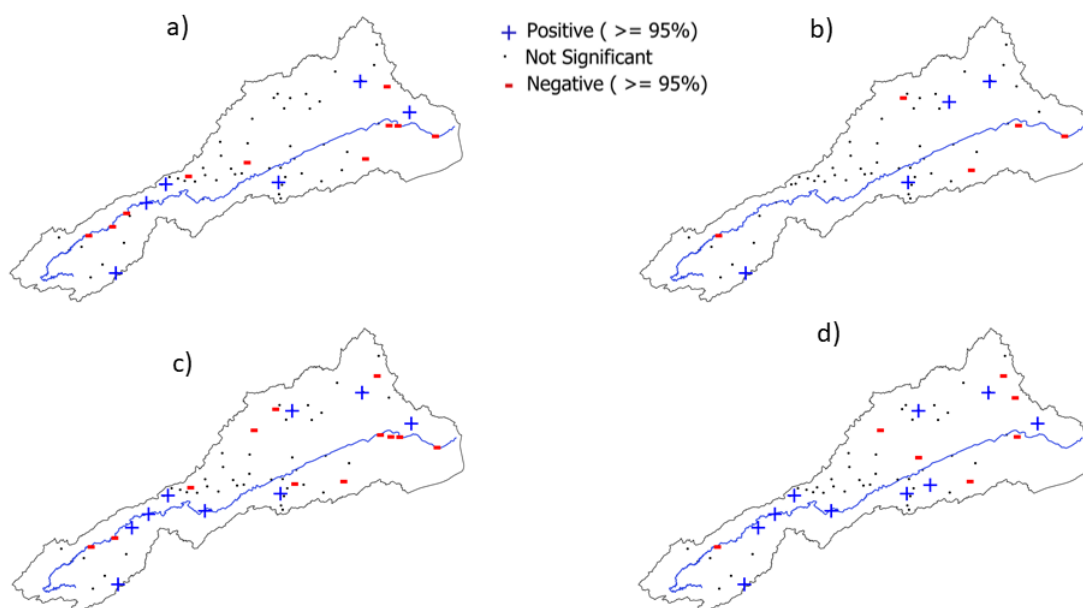 a)
Positive ( >= 95%)
Not Significant
Negative ( >= 95%)
b)
c)
d)